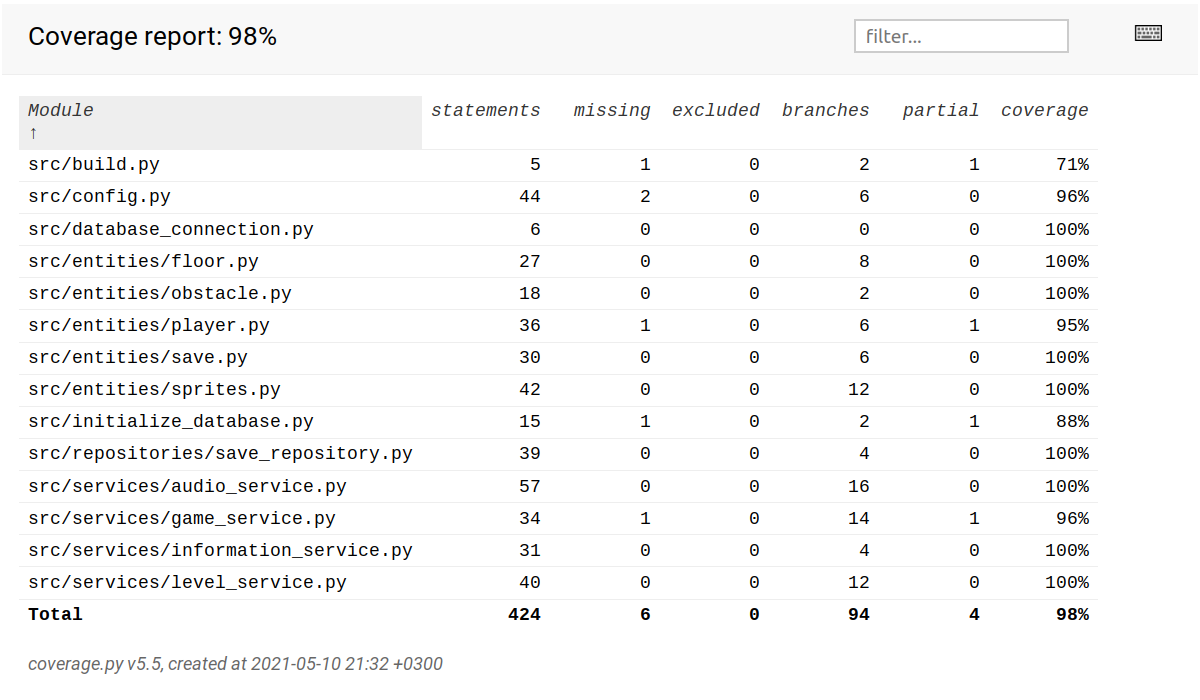 Coverage report: 98%
filter...
Module statements missing excluded branches partial coverage
↑
src/build.py 5 1 0 2 1 71%
src/config.py 44 2 0 6 0 96%
src/database_connection.py 6 0 0 0 0 100%
src/entities/floor.py 27 0 0 8 0 100%
src/entities/obstacle.py 18 0 0 2 0 100%
src/entities/player.py 36 1 0 6 1 95%
src/entities/save.py 30 0 0 6 0 100%
src/entities/sprites.py 42 0 0 12 0 100%
src/initialize_database.py 15 1 0 2 1 88%
src/repositories/save_repository.py 39 0 0 4 0 100%
src/services/audio_service.py 57 0 0 16 0 100%
src/services/game_service.py 34 1 0 14 1 96%
src/services/information_service.py 31 0 0 4 0 100%
src/services/level_service.py 40 0 0 12 0 100%
Total 424 6 0 94 4 98%
coverage.py v5.5, created at 2021-05-10 21:32 +0300